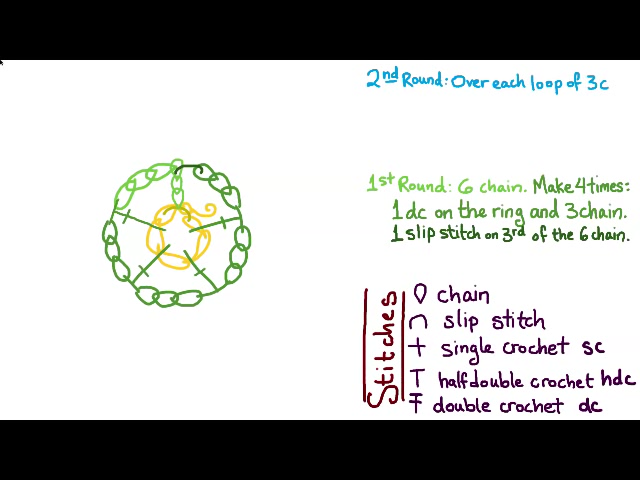 2nd Round: Over each loop of 3c
1st Round: 6 chain. Make 4 times:
1 dc on the ring and 3 chain.
1 slip stitch on 3rd of the 6 chain.
Stitches
chain
slip stitch
single crochet sc
half double crochet hdc
double crochet dc